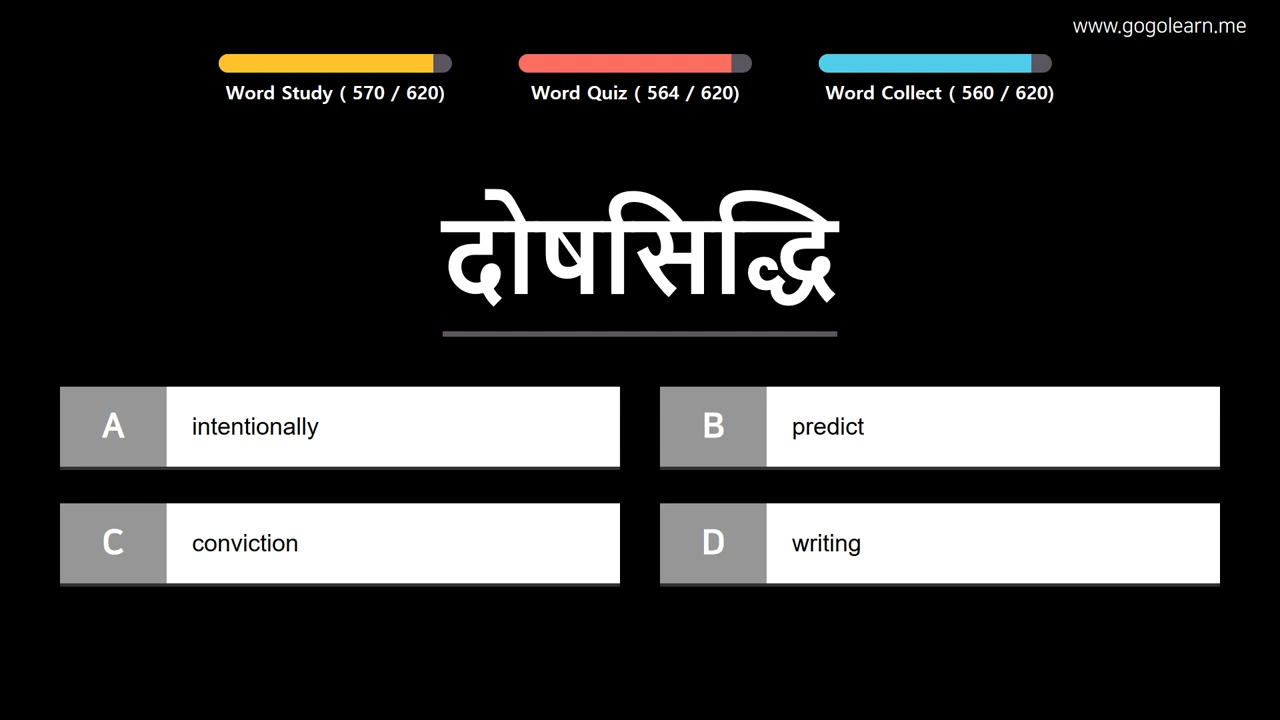 www.gogolearn.me
Word Study ( 570 / 620)
Word Quiz ( 564 / 620)
Word Collect ( 560 / 620)
दोषसिद्धि
A intentionally
B predict
C conviction
D writing